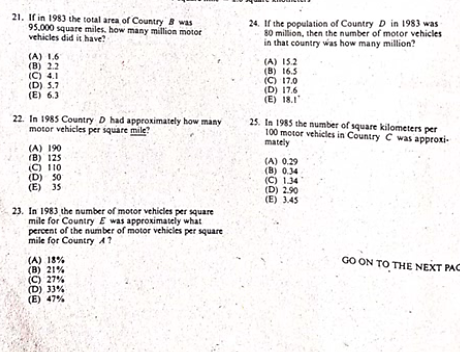 21. If in 1983 the total area of Country B was
95,000 square miles, how many million motor
vehicles did it have?
(A) 1.6
(B) 2.2
(C) 4.1
(D) 5.7
(E) 6.3
22. In 1985 Country D had approximately how many
motor vehicles per square mile?
(A) 190
(B) 125
(C) 110
(D) 50
(E) 35
23. In 1983 the number of motor vehicles per square
mile for Country E was approximately what
percent of the number of motor vehicles per square
mile for Country A?
(A) 18%
(B) 21%
(C) 27%
(D) 33%
(E) 47%
24. If the population of Country D in 1983 was
80 million, then the number of motor vehicles
in that country was how many million?
(A) 15.2
(B) 16.5
(C) 17.0
(D) 17.6
(E) 18.1
25. In 1985 the number of square kilometers per
100 motor vehicles in Country C was approxi-
mately
(A) 0.29
(B) 0.34
(C) 1.34
(D) 2.90
(E) 3.45
GO ON TO THE NEXT PAG